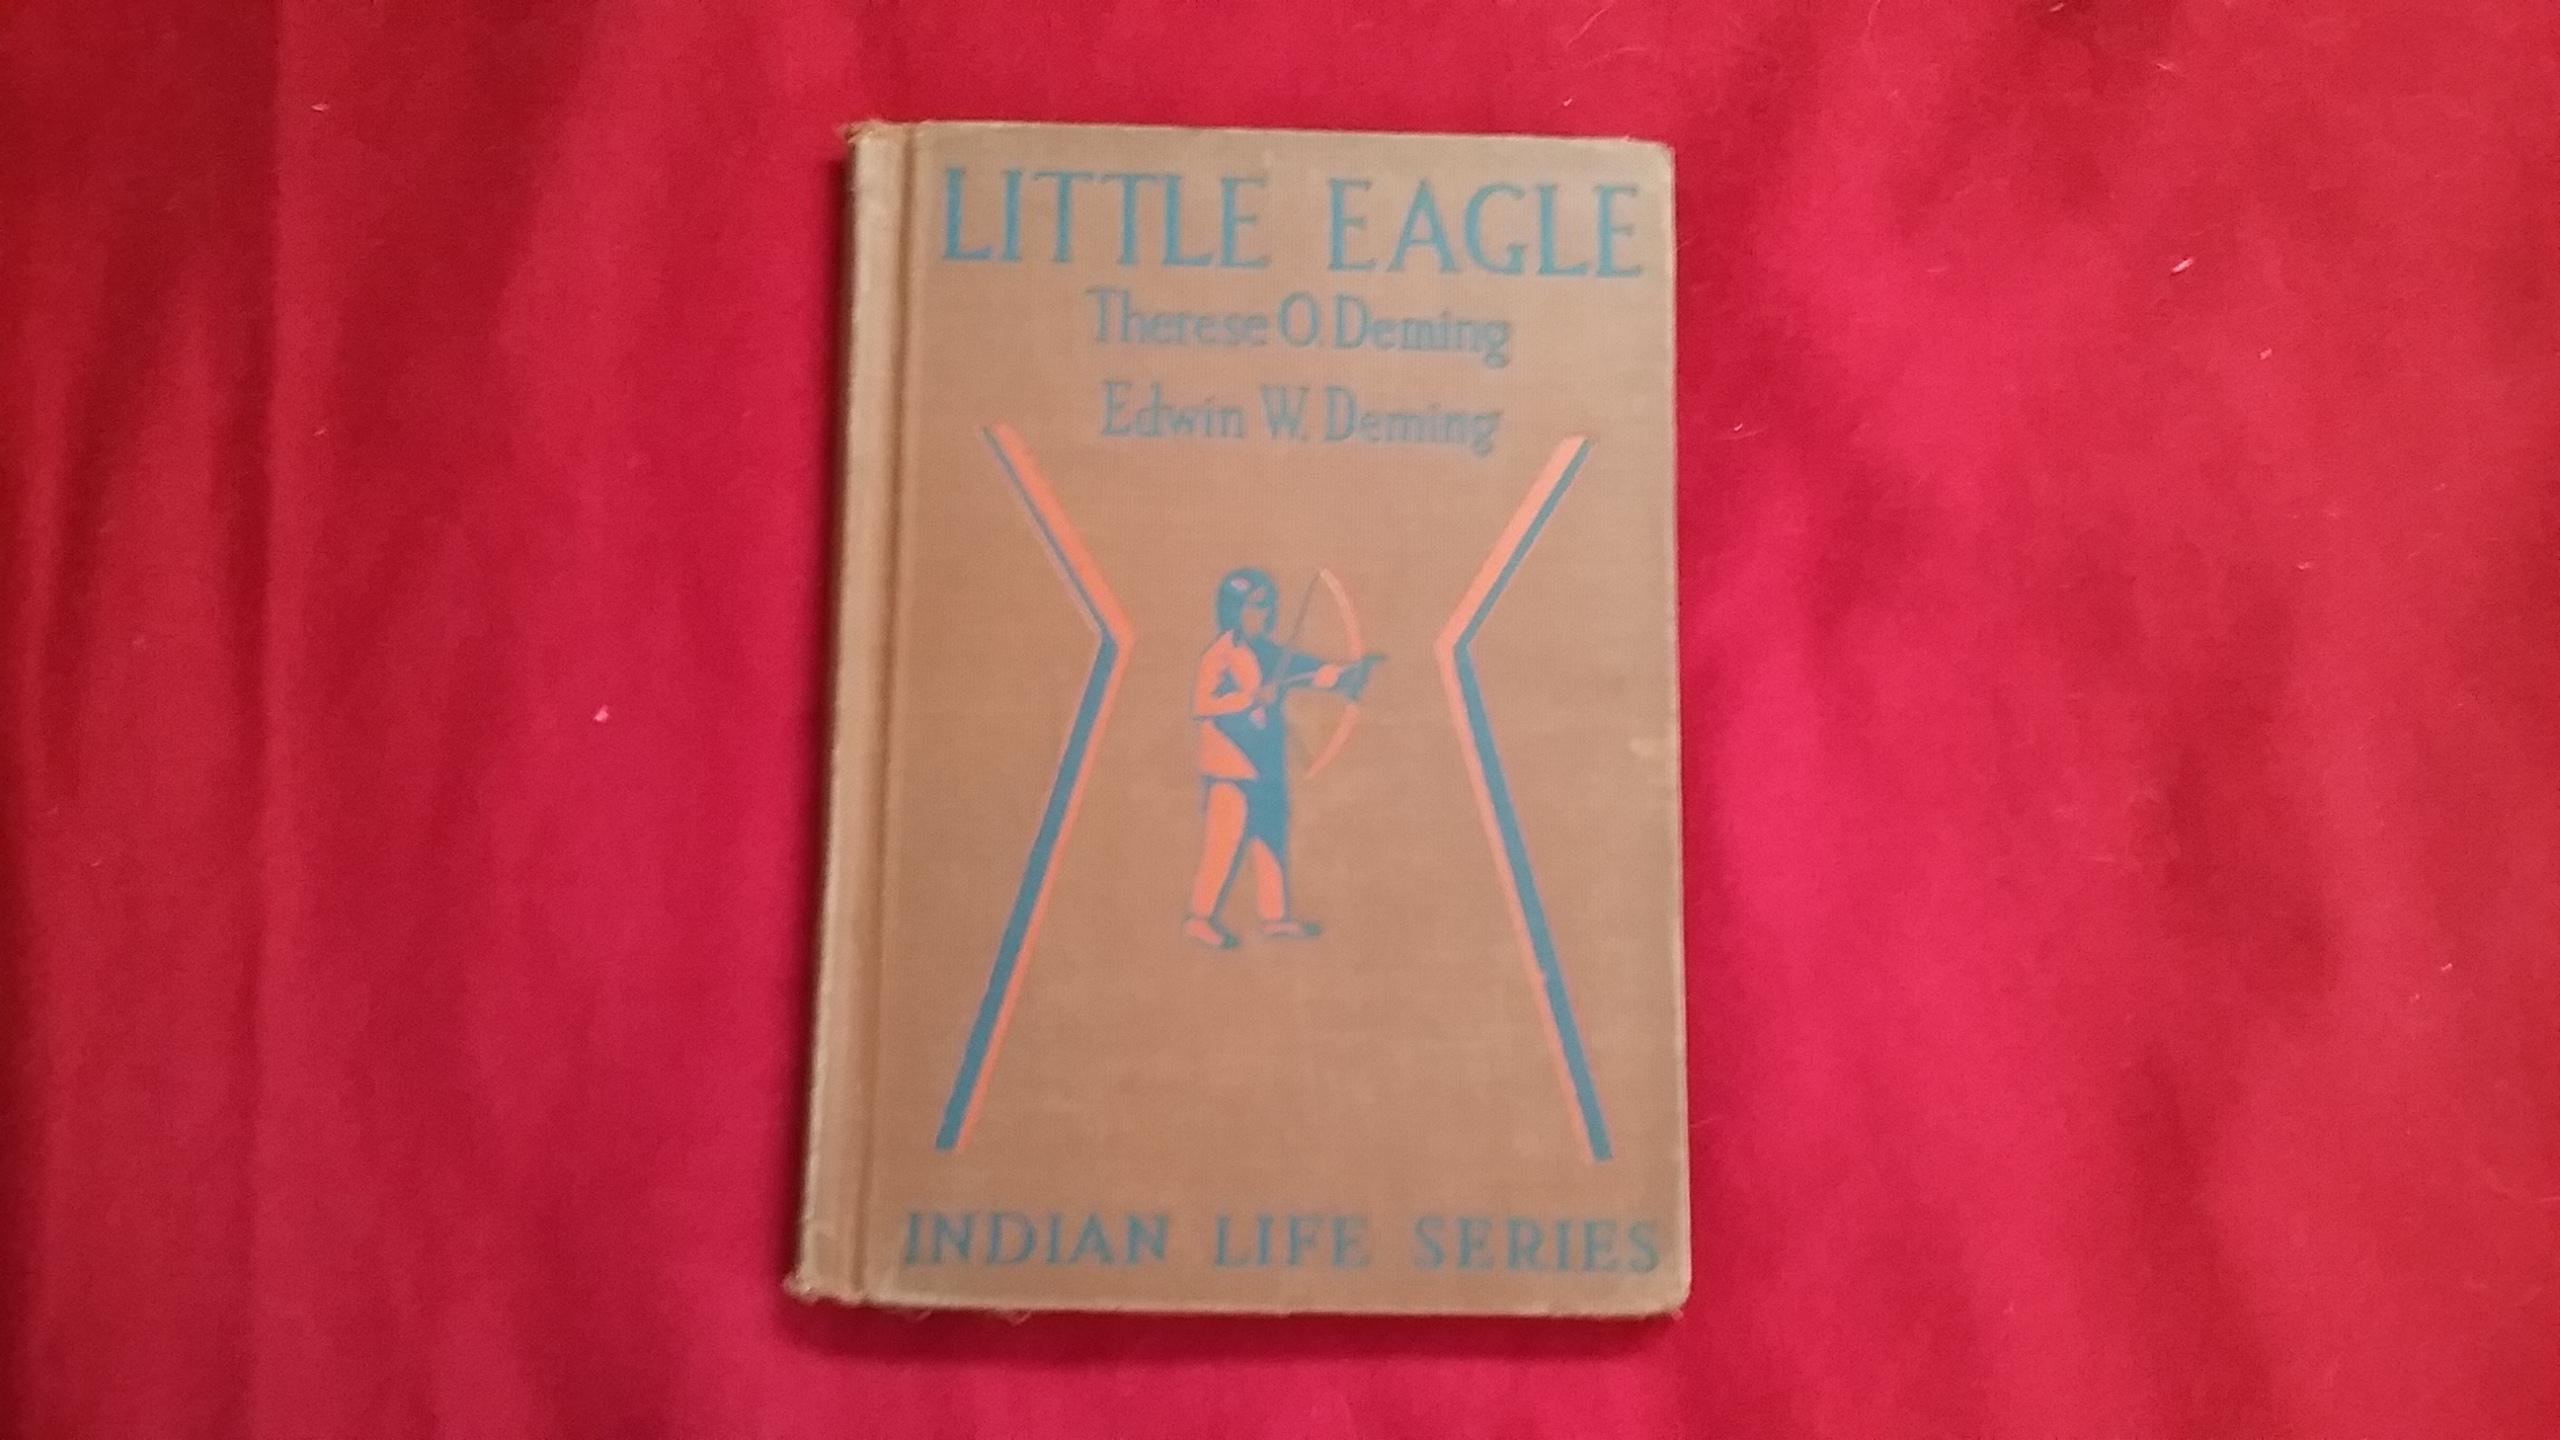 LITTLE EAGLE
Therese O. Deming
Edwin W. Deming
INDIAN LIFE SERIES